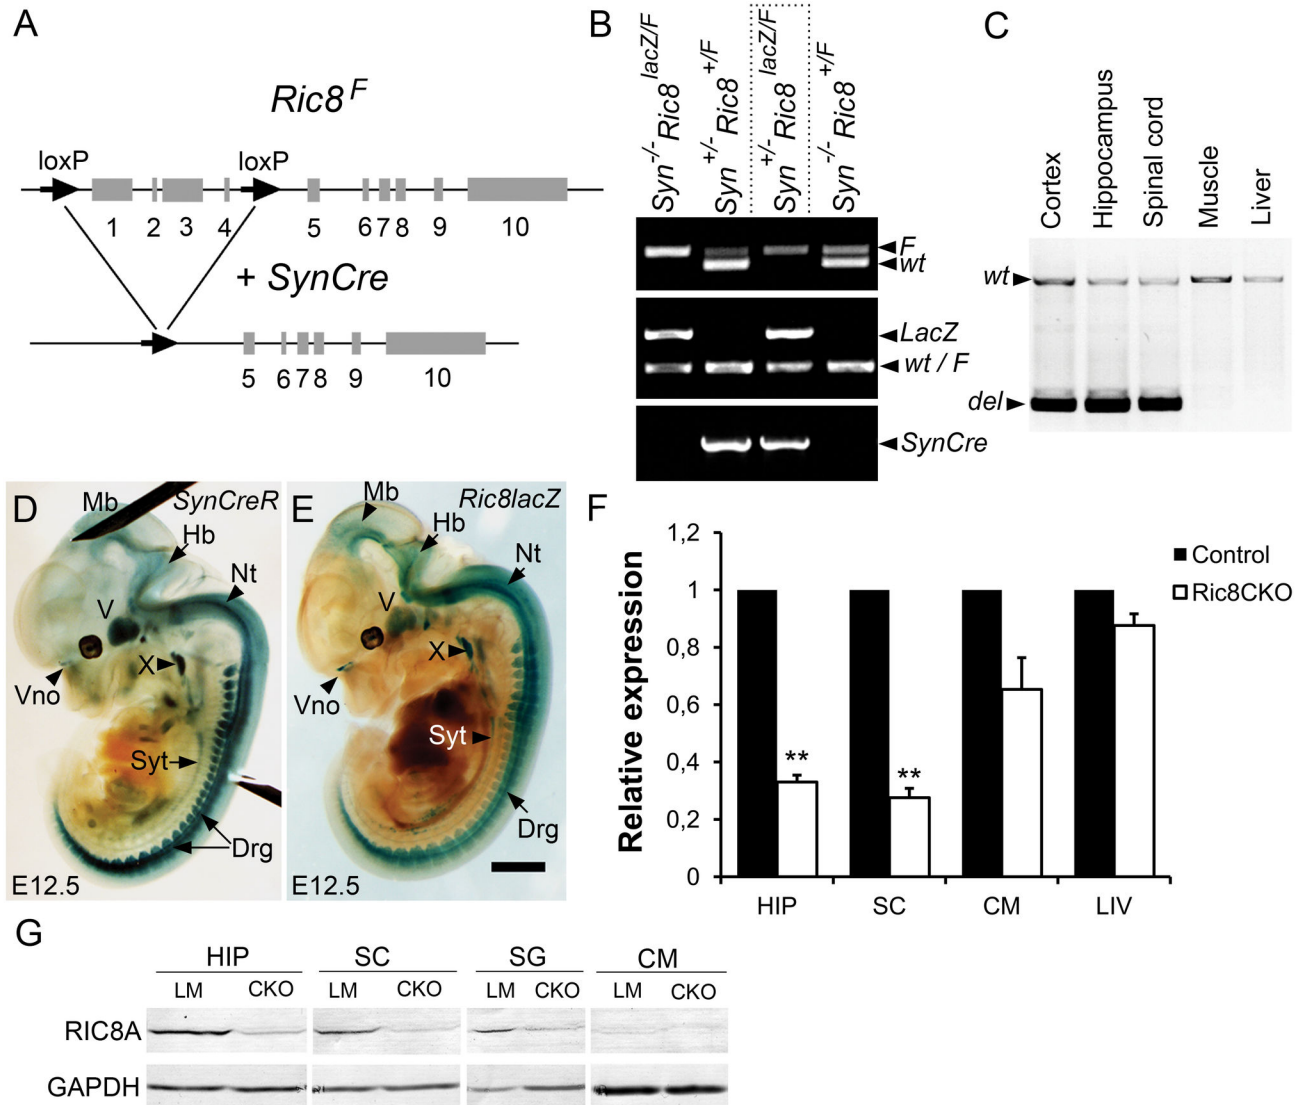 A
Ric8 F
loxP loxP
1 2 3 4 5 6 7 8 9 10
+ SynCre
5 6 7 8 9 10
B
Syn-/-Ric8lacZ/F
Syn+/-Ric8+/F
Syn+/-Ric8lacZ/F
Syn-/-Ric8+/F
F
wt
LacZ
wt / F
SynCre
C
Cortex
Hippocampus
Spinal cord
Muscle
Liver
wt
del
D
SynCreR
Mb
Hb
Nt
V
X
Vno
Syt
Drg
E12.5
E
Ric8lacZ
Mb
Hb
Nt
V
X
Vno
Syt
Drg
E12.5
F
Relative expression
1,2
1
0,8
0,6
0,4
0,2
0
** **
HIP SC CM LIV
Control
Ric8CKO
G
HIP SC SG CM
LM CKO LM CKO LM CKO LM CKO
RIC8A
GAPDH